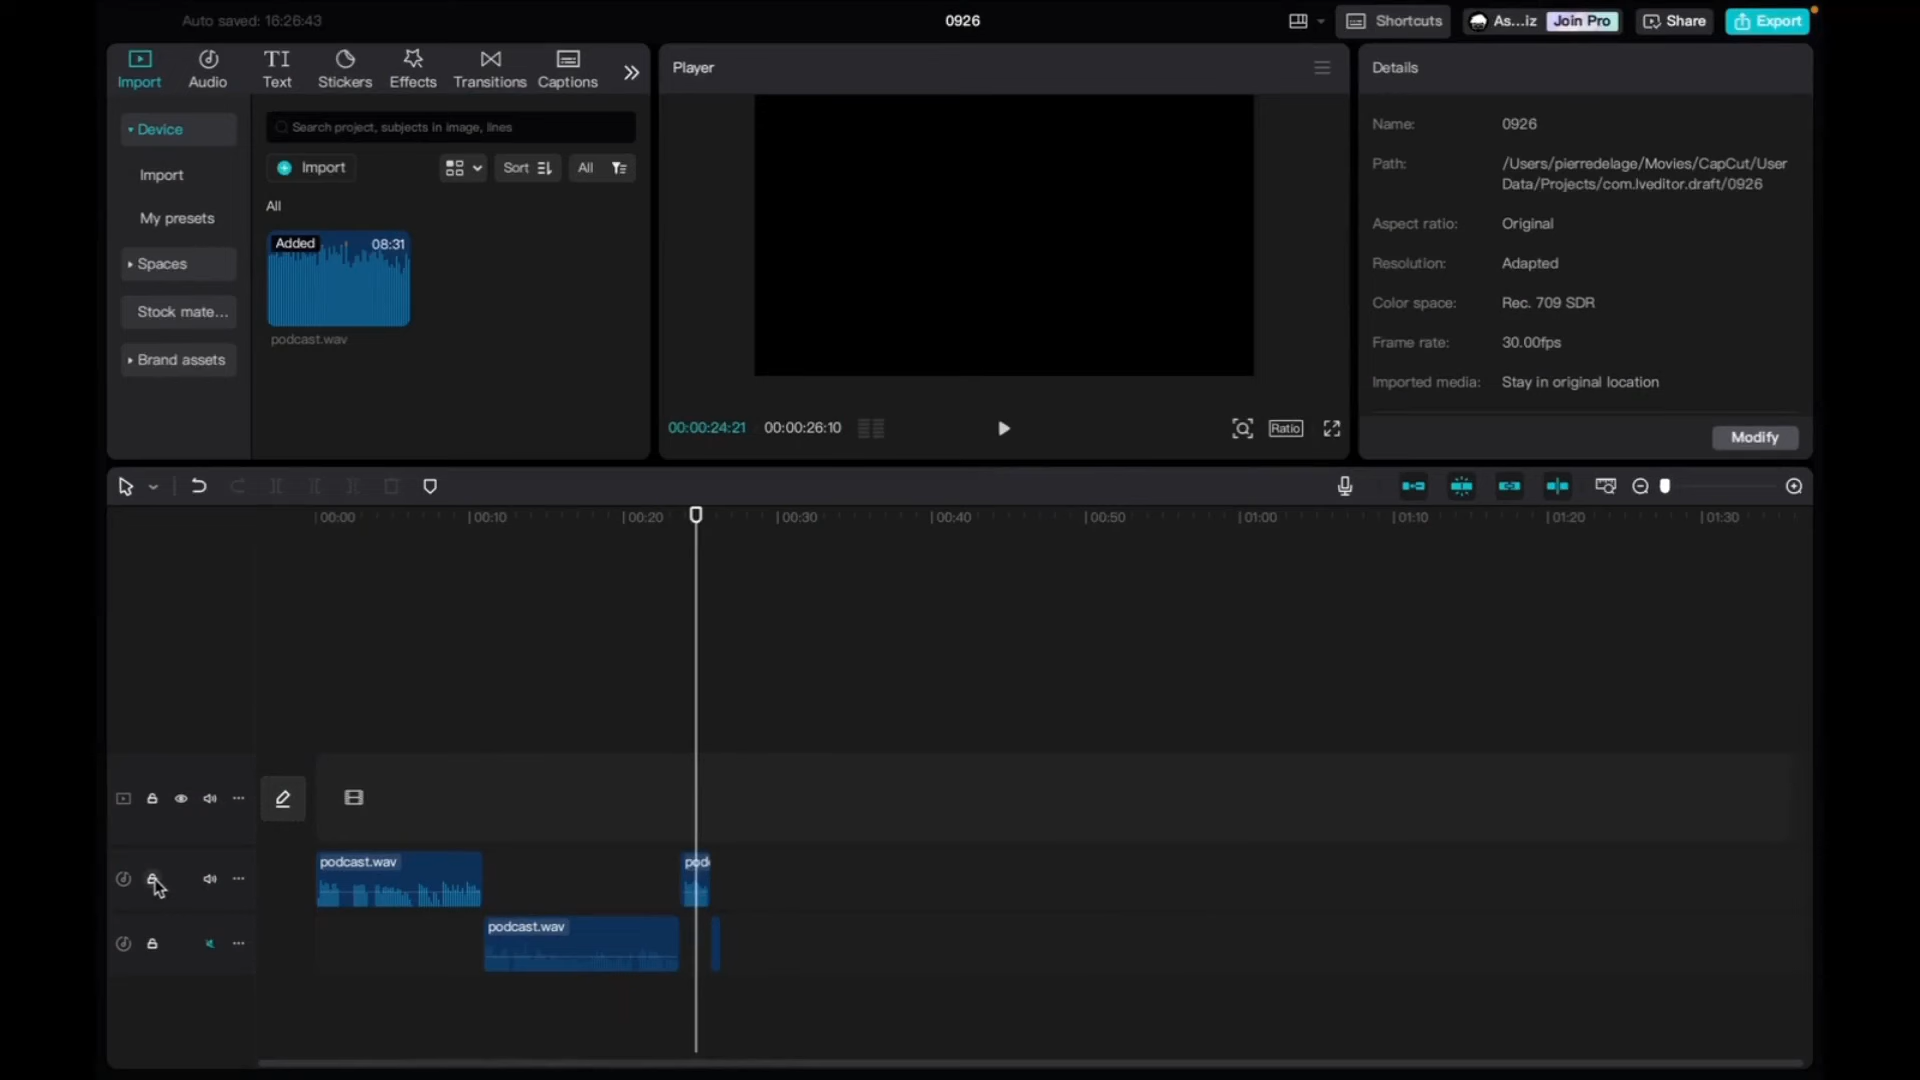 Auto saved: 16:26:43
0926
Shortcuts
As...iz
Join Pro
Share
Export
Import
Audio
TI
Text
Stickers
Effects
Transitions
Captions
Player
Details
Device
Import
My presets
Spaces
Stock mate...
Brand assets
Search project, subjects in image, lines
Import
Sort
All
All
Added
08:31
podcast.wav
00:00:24:21
00:00:26:10
Ratio
Name: 0926
Path: /Users/pierredelage/Movies/CapCut/User
Data/Projects/com.lveditor.draft/0926
Aspect ratio: Original
Resolution: Adapted
Color space: Rec. 709 SDR
Frame rate: 30.00fps
Imported media: Stay in original location
Modify
00:00
00:10
00:20
00:30
00:40
00:50
01:00
01:10
01:20
01:30
podcast.wav
pod
podcast.wav